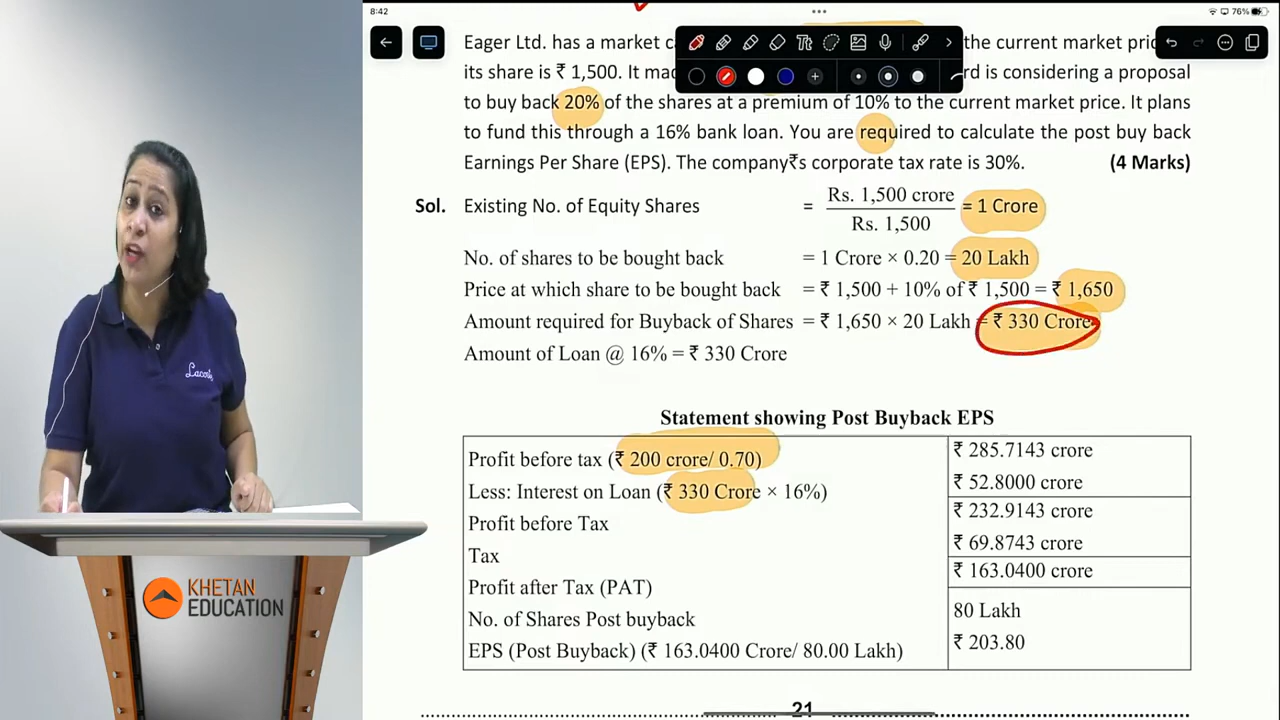 8:42
76%
Eager Ltd. has a market c the current market pri
its share is ₹ 1,500. It mad rd is considering a proposal
to buy back 20% of the shares at a premium of 10% to the current market price. It plans
to fund this through a 16% bank loan. You are required to calculate the post buy back
Earnings Per Share (EPS). The company₹s corporate tax rate is 30%. (4 Marks)
Sol. Existing No. of Equity Shares = Rs. 1,500 crore / Rs. 1,500 = 1 Crore
No. of shares to be bought back = 1 Crore × 0.20 = 20 Lakh
Price at which share to be bought back = ₹ 1,500 + 10% of ₹ 1,500 = ₹ 1,650
Amount required for Buyback of Shares = ₹ 1,650 × 20 Lakh = ₹ 330 Crore
Amount of Loan @ 16% = ₹ 330 Crore
Statement showing Post Buyback EPS
Profit before tax (₹ 200 crore/ 0.70) ₹ 285.7143 crore
Less: Interest on Loan (₹ 330 Crore × 16%) ₹ 52.8000 crore
Profit before Tax ₹ 232.9143 crore
Tax ₹ 69.8743 crore
Profit after Tax (PAT) ₹ 163.0400 crore
No. of Shares Post buyback 80 Lakh
EPS (Post Buyback) (₹ 163.0400 Crore/ 80.00 Lakh) ₹ 203.80
21
KHETAN
EDUCATION